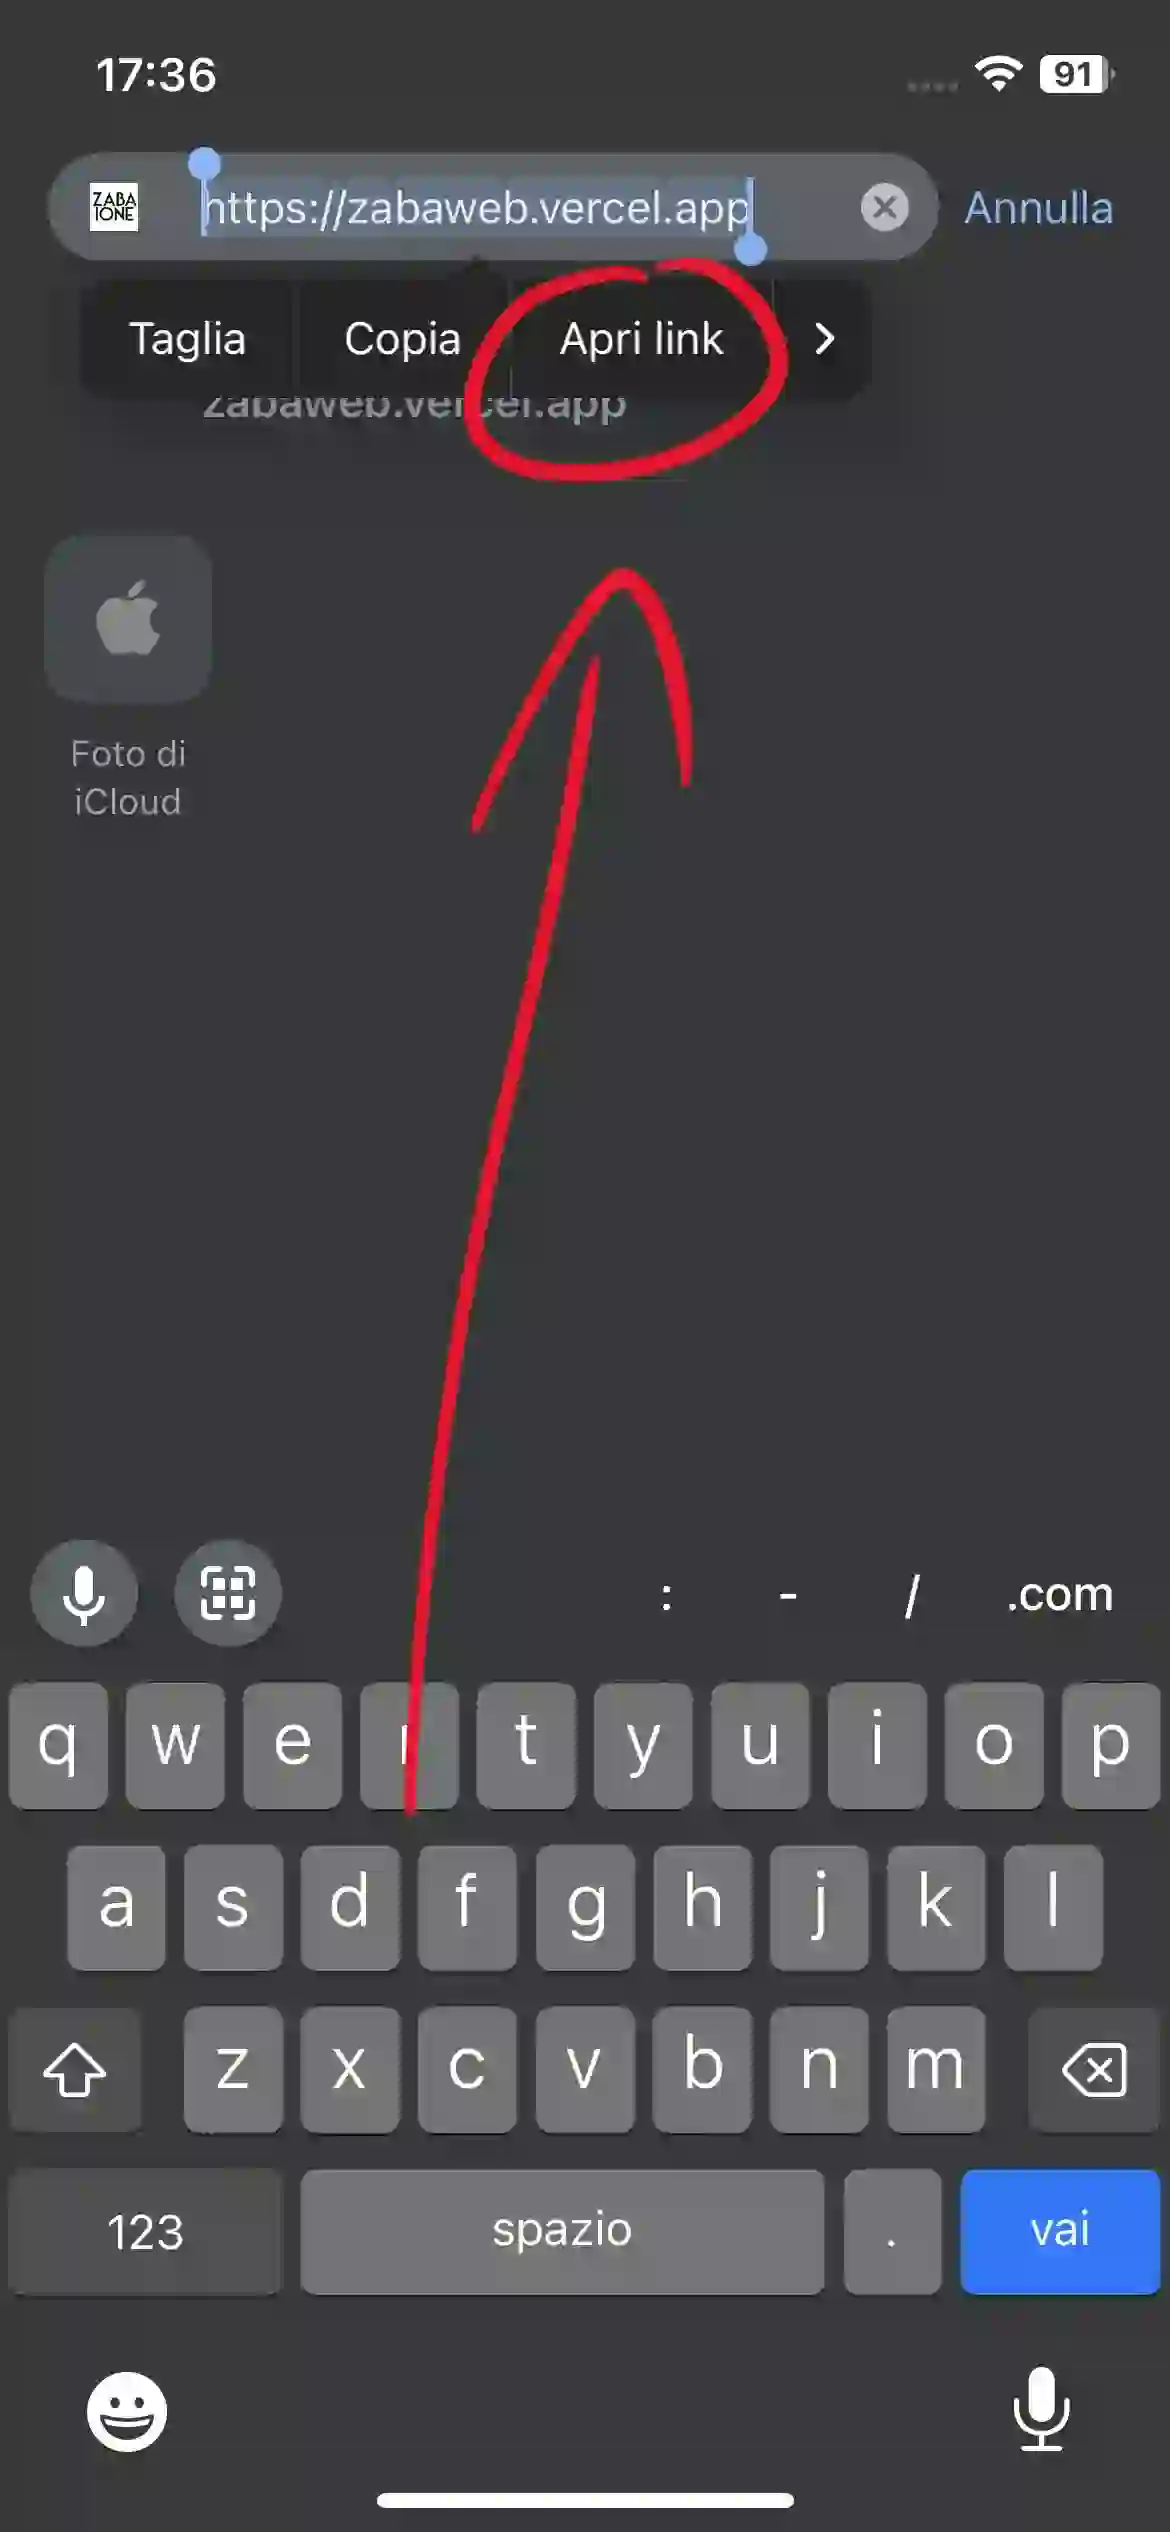 17:36
91
ZABA
IONE
https://zabaweb.vercel.app
Annulla
Taglia
Copia
Apri link
zabaweb.vercel.app
Foto di
iCloud
: - / .com
q w e r t y u i o p
a s d f g h j k l
z x c v b n m
123
spazio
.
vai